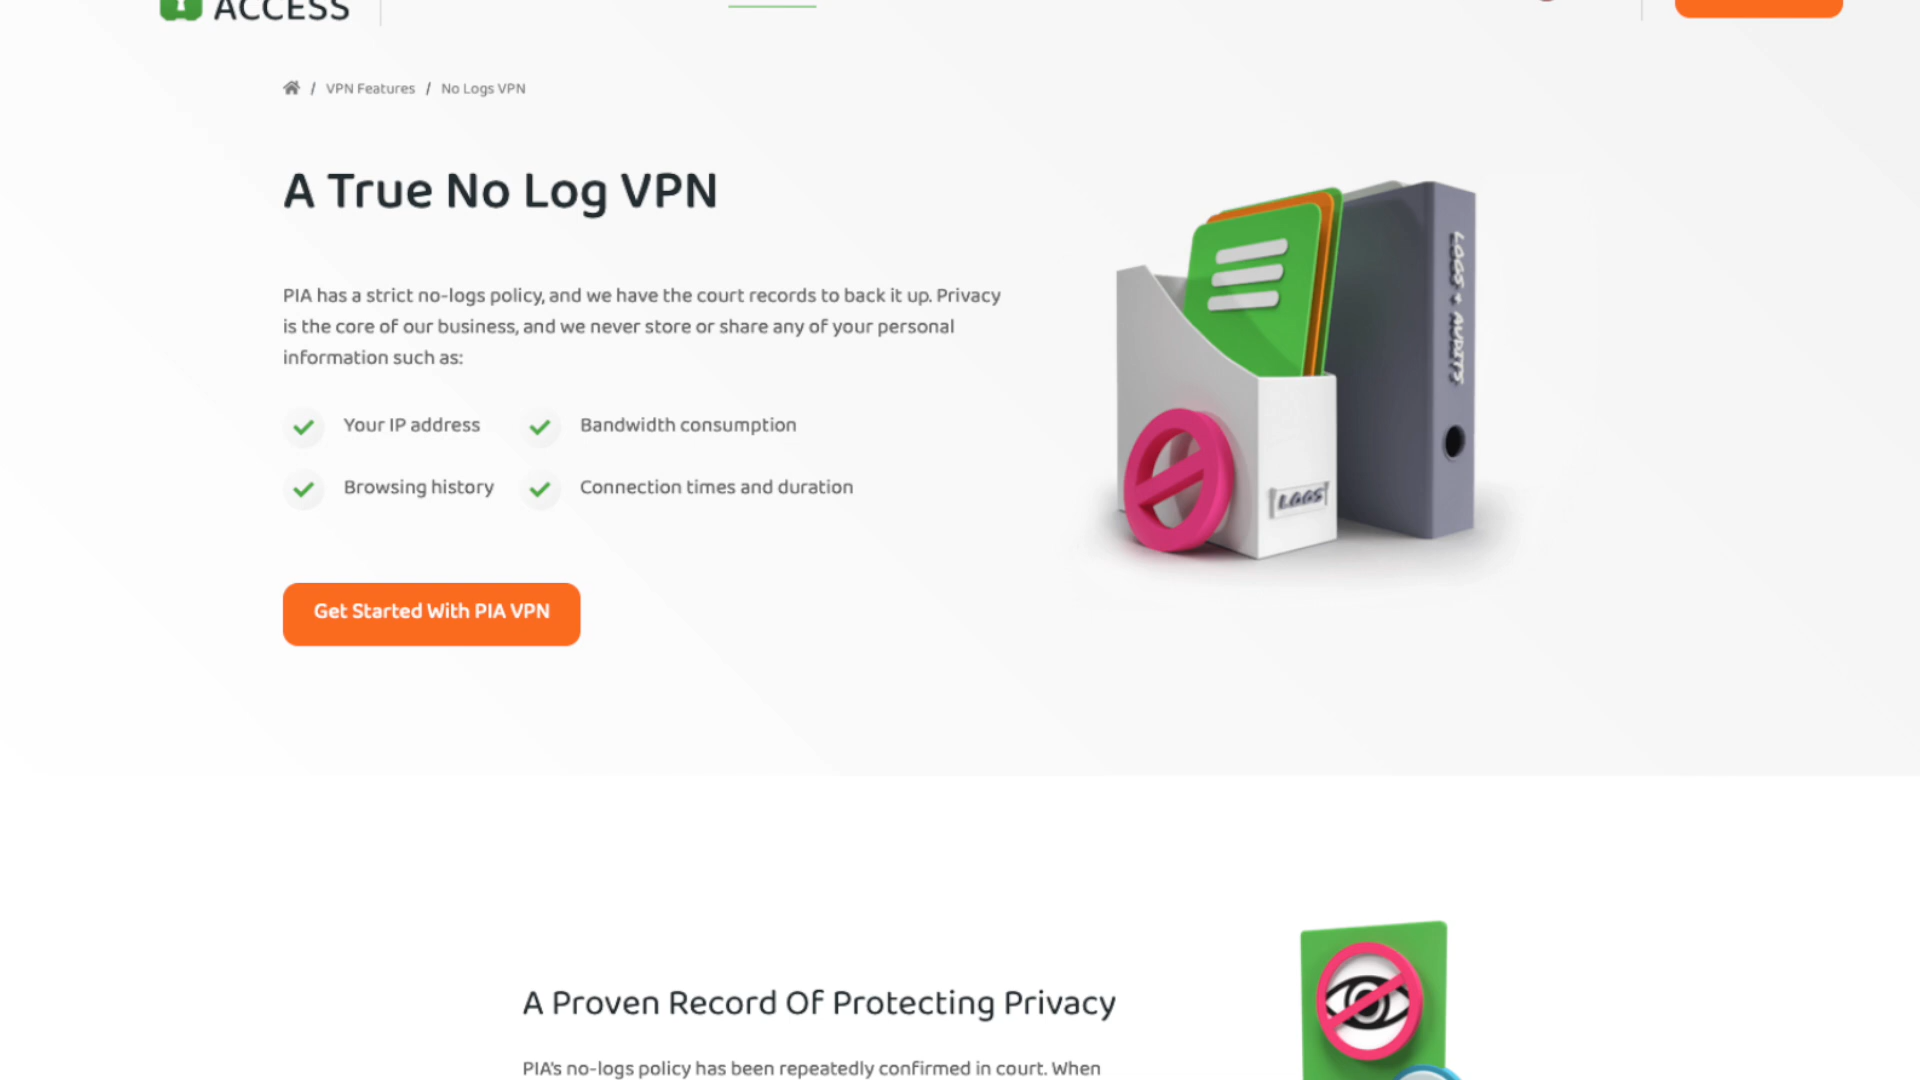 ACCESS
/ VPN Features / No Logs VPN
A True No Log VPN
PIA has a strict no-logs policy, and we have the court records to back it up. Privacy
is the core of our business, and we never store or share any of your personal
information such as:
Your IP address
Bandwidth consumption
Browsing history
Connection times and duration
Get Started With PIA VPN
LOGS + AUDITS
LOGS
A Proven Record Of Protecting Privacy
PIA's no-logs policy has been repeatedly confirmed in court. When